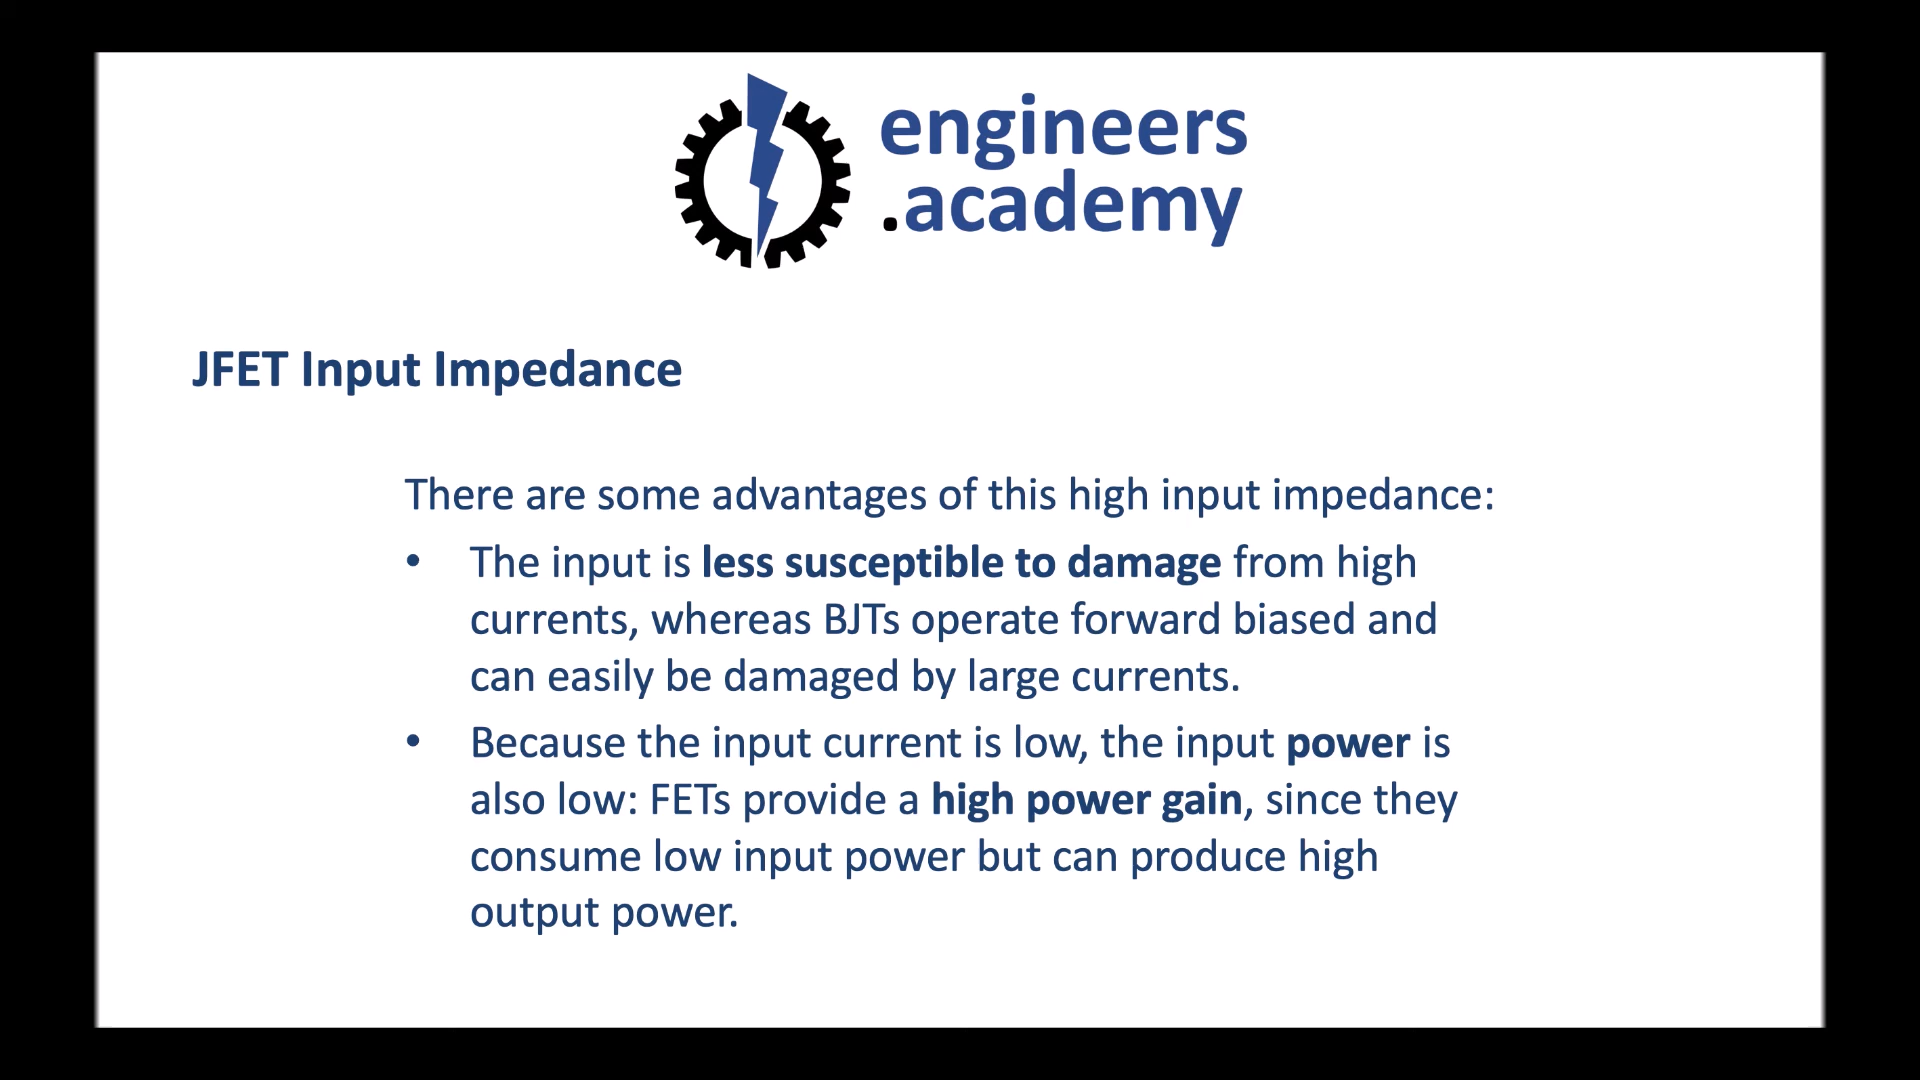 engineers
.academy
JFET Input Impedance
There are some advantages of this high input impedance:
• The input is less susceptible to damage from high
currents, whereas BJTs operate forward biased and
can easily be damaged by large currents.
• Because the input current is low, the input power is
also low: FETs provide a high power gain, since they
consume low input power but can produce high
output power.